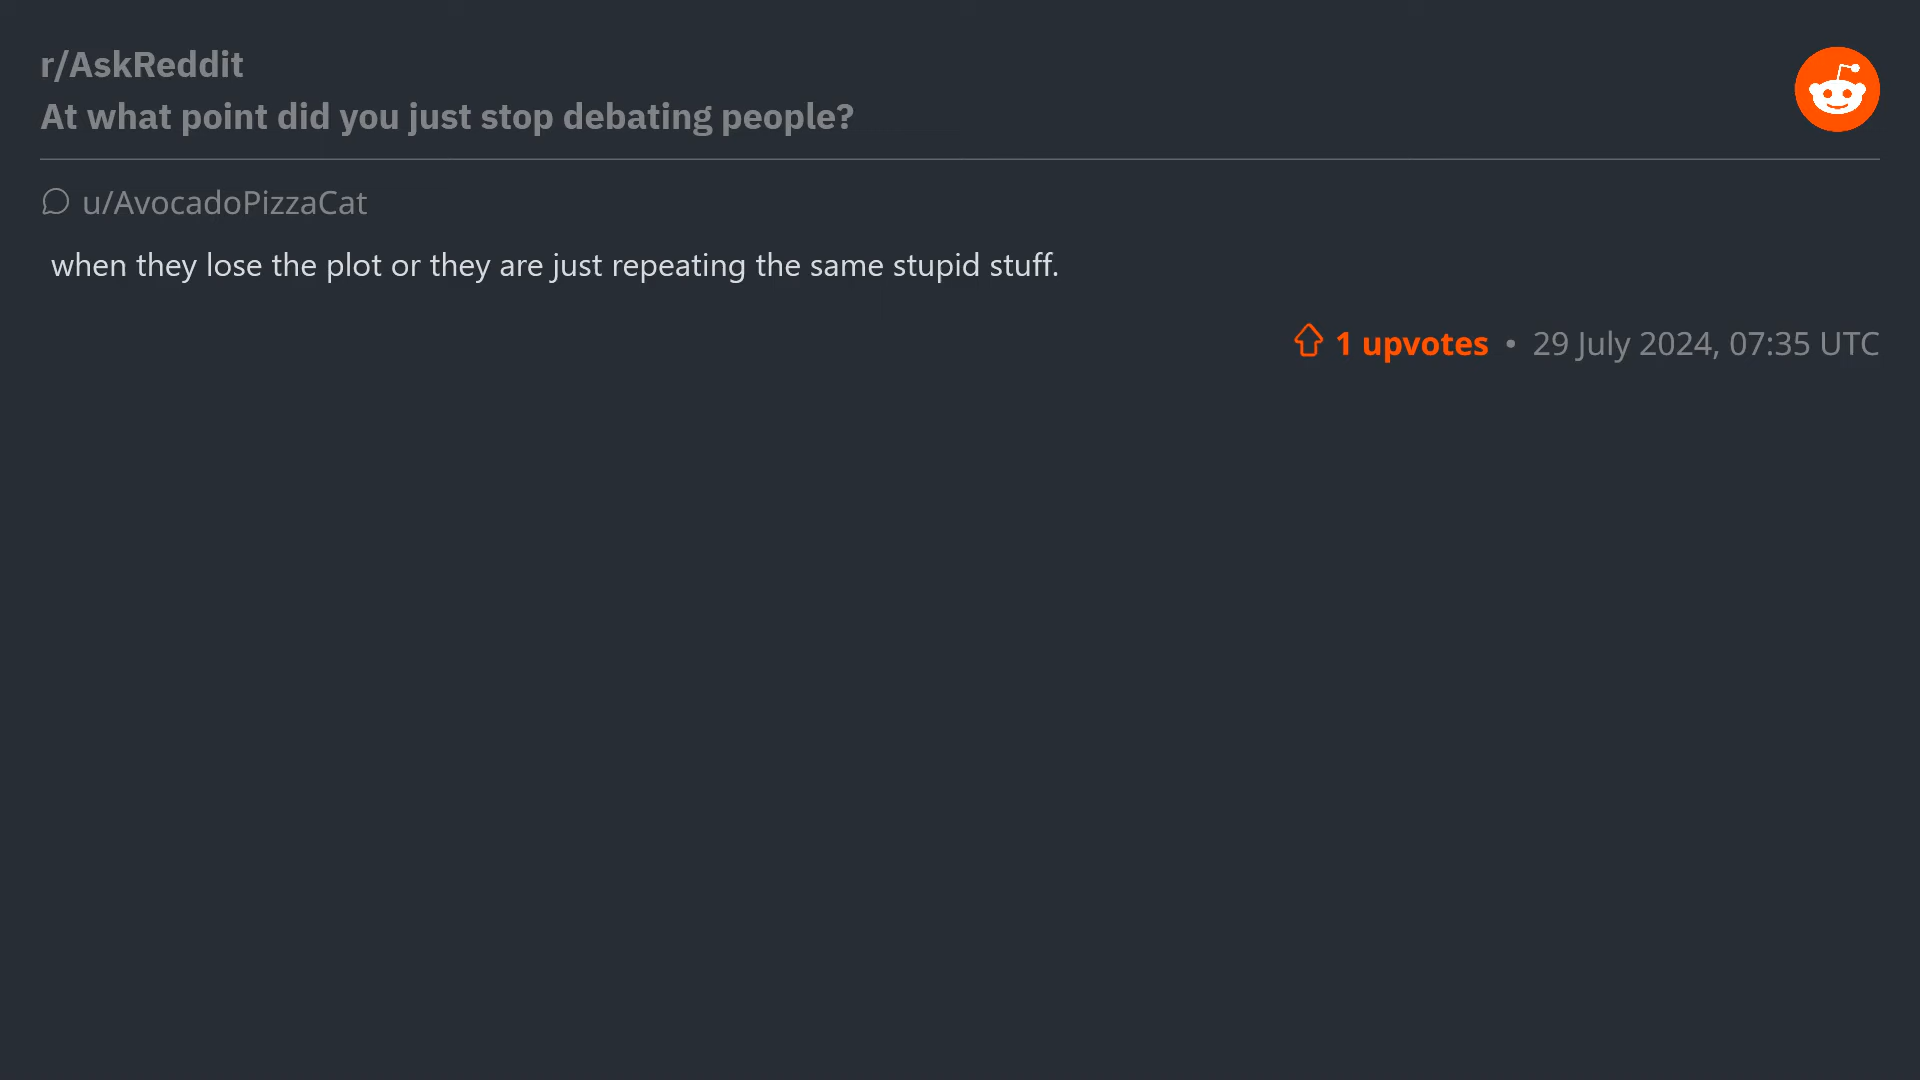 r/AskReddit
At what point did you just stop debating people?
u/AvocadoPizzaCat
when they lose the plot or they are just repeating the same stupid stuff.
1 upvotes • 29 July 2024, 07:35 UTC